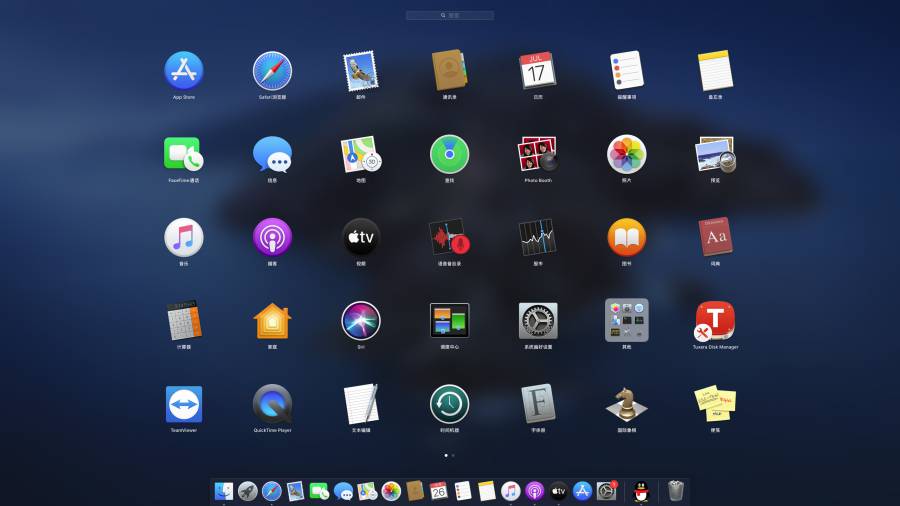 搜索
App Store
Safari浏览器
邮件
通讯录
JUL
17
日历
提醒事项
备忘录
FaceTime通话
信息
3D
地图
查找
Photo Booth
照片
预览
音乐
播客
tv
视频
语音备忘录
股市
图书
Aa
词典
计算器
家庭
Siri
调度中心
系统偏好设置
其他
T
Tuxera Disk Manager
TeamViewer
QuickTime Player
文本编辑
时间机器
F
字体册
国际象棋
便笺
26
tv